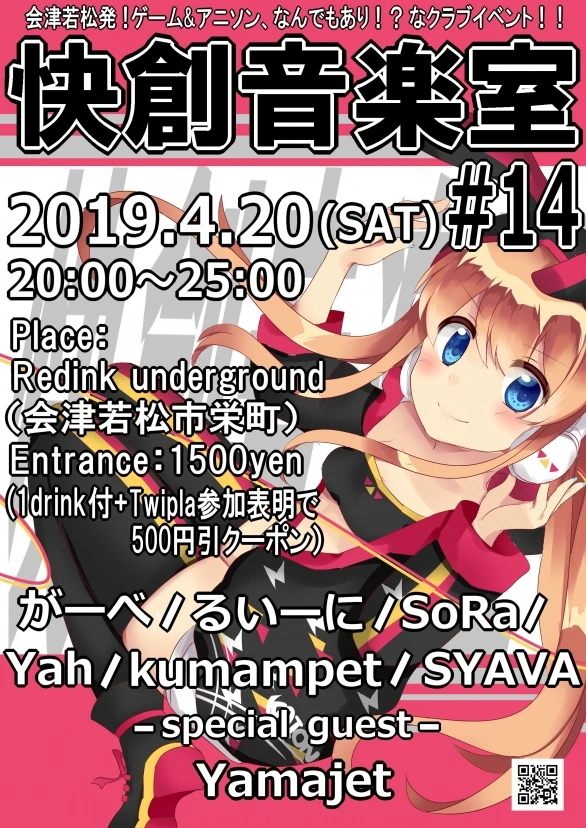 会津若松発！ゲーム&アニソン、なんでもあり！？なクラブイベント！！
快創音楽室
#14
2019.4.20(SAT)
20:00～25:00
Place:
Redink underground
(会津若松市栄町)
Entrance:1500yen
(1drink付+Twipla参加表明で
500円引クーポン)
がーべ/るいーに/SoRa/
Yah/kumampet/SYAVA
-special guest-
Yamajet